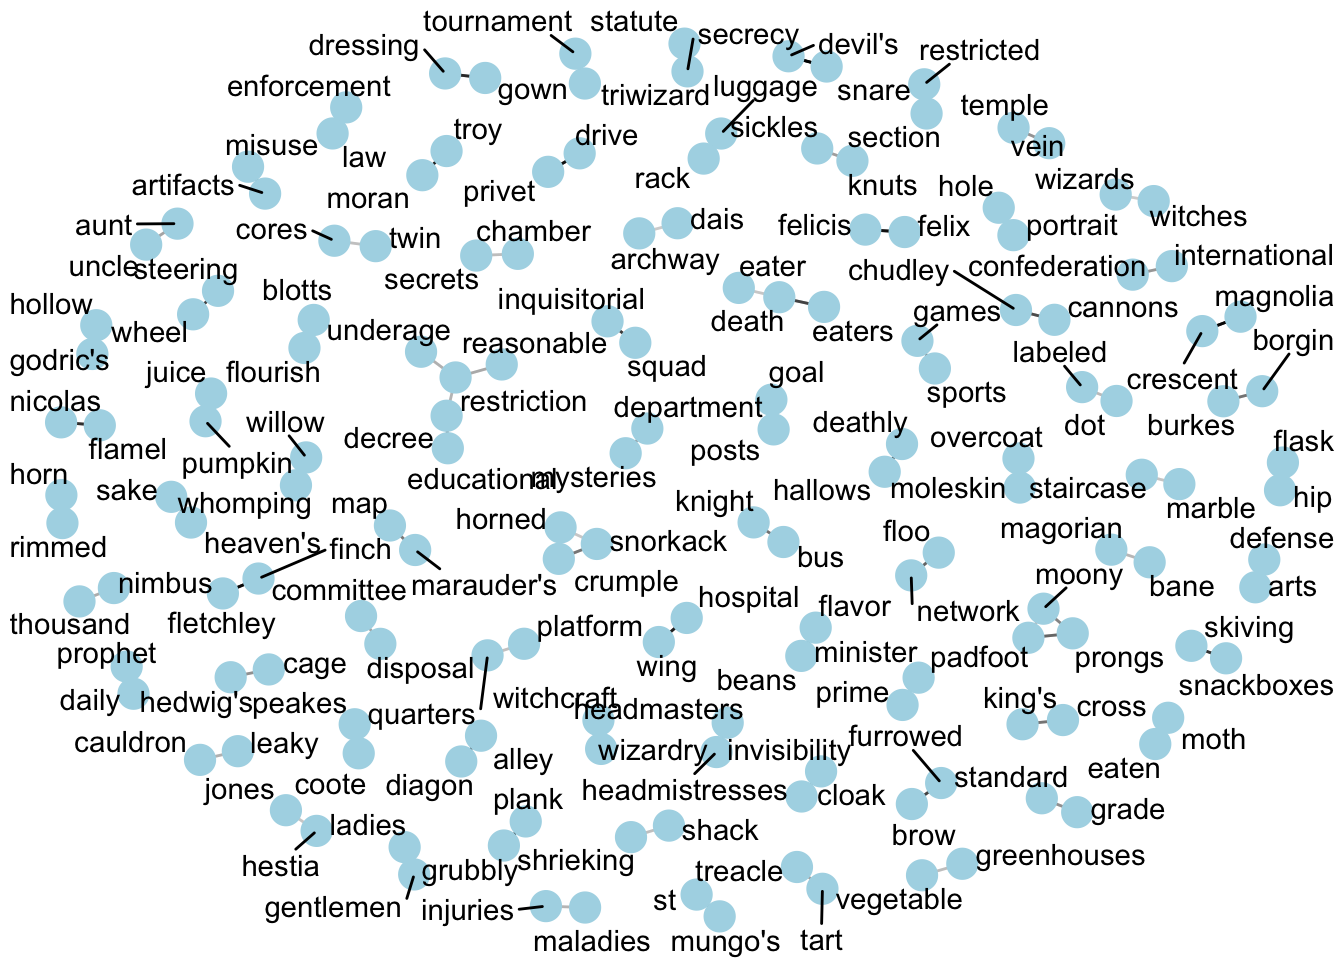 tournament
statute
secrecy
dressing
devil's
restricted
enforcement
gown
triwizard
luggage
snare
temple
misuse
law
troy
drive
sickles
section
vein
artifacts
moran
privet
rack
knuts
hole
wizards
witches
aunt
cores
twin
chamber
dais
felicis
felix
portrait
uncle
steering
secrets
archway
eater
chudley
confederation
international
hollow
wheel
blotts
underage
inquisitorial
death
eaters
games
cannons
magnolia
godric's
juice
flourish
reasonable
squad
goal
labeled
crescent
borgin
nicolas
willow
restriction
department
posts
deathly
sports
overcoat
dot
burkes
flamel
pumpkin
decree
educational
mysteries
hallows
moleskin
staircase
marble
flask
hip
horn
sake
whomping
map
horned
knight
floo
magorian
defense
rimmed
heaven's
finch
marauder's
snorkack
crumple
bus
moony
bane
arts
thousand
nimbus
fletchley
committee
hospital
flavor
network
prophet
daily
cage
disposal
platform
wing
beans
minister
padfoot
prongs
skiving
snackboxes
hedwig's
speakes
quarters
witchcraft
headmasters
prime
king's
cross
moth
cauldron
leaky
coote
diagon
alley
wizardry
invisibility
furrowed
standard
eaten
jones
ladies
plank
headmistresses
cloak
brow
grade
hestia
grubbly
shrieking
shack
treacle
greenhouses
gentlemen
injuries
maladies
st
mungo's
tart
vegetable